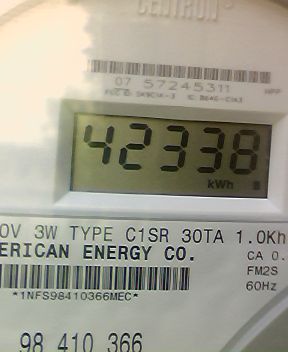 CENTRON
07 57245311
42338
kWh
0V 3W TYPE C1SR 30TA 1.0Kh
ERICAN ENERGY CO.
CA 0.
FM2S
*1NFS98410366MEC*
60Hz
98 410 366